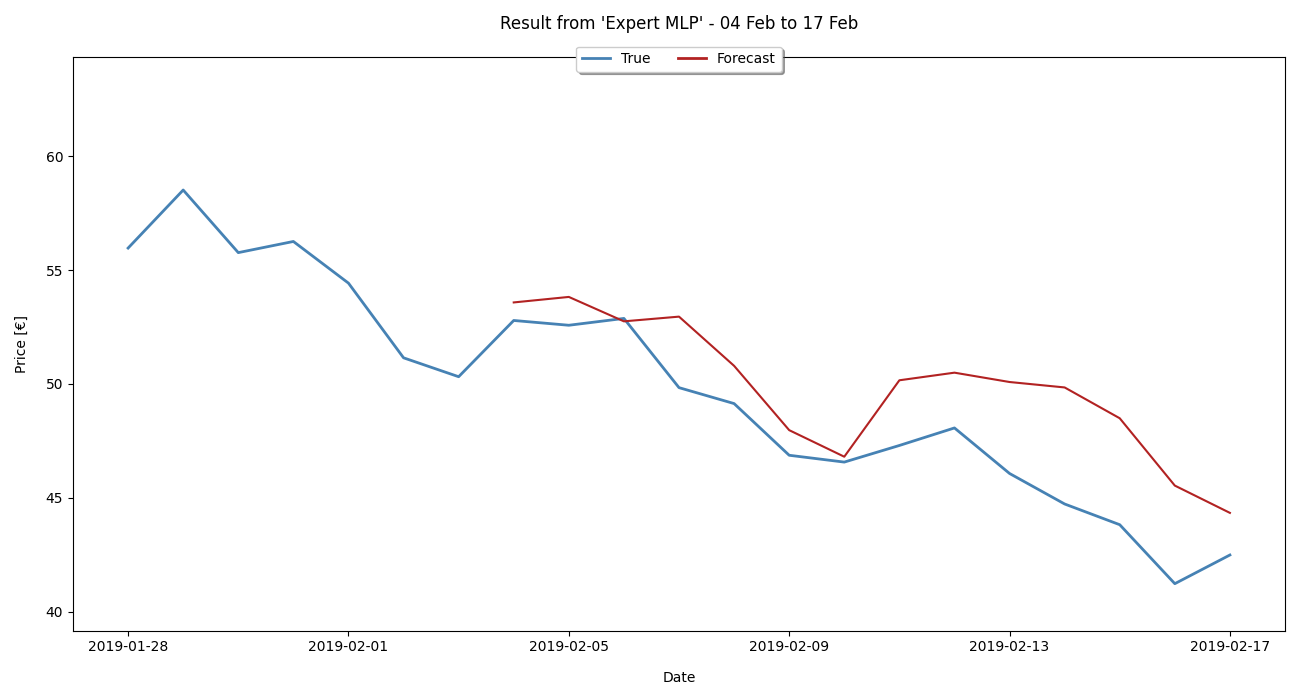 Result from 'Expert MLP' - 04 Feb to 17 Feb
True Forecast
Price [€]
60
55
50
45
40
2019-01-28 2019-02-01 2019-02-05 2019-02-09 2019-02-13 2019-02-17
Date